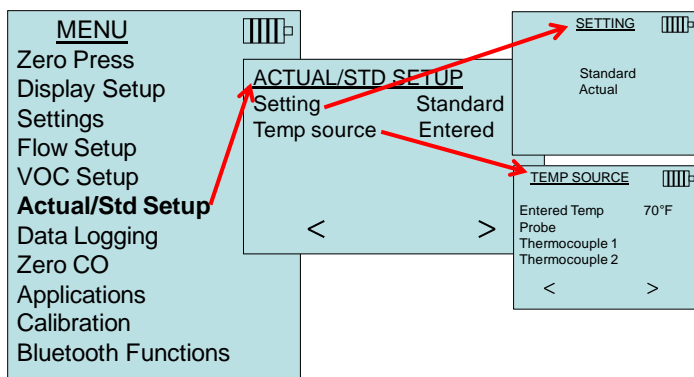 MENU
Zero Press
Display Setup
Settings
Flow Setup
VOC Setup
Actual/Std Setup
Data Logging
Zero CO
Applications
Calibration
Bluetooth Functions
ACTUAL/STD SETUP
Setting Standard
Temp source Entered
< >
SETTING
Standard
Actual
TEMP SOURCE
Entered Temp 70°F
Probe
Thermocouple 1
Thermocouple 2
< >